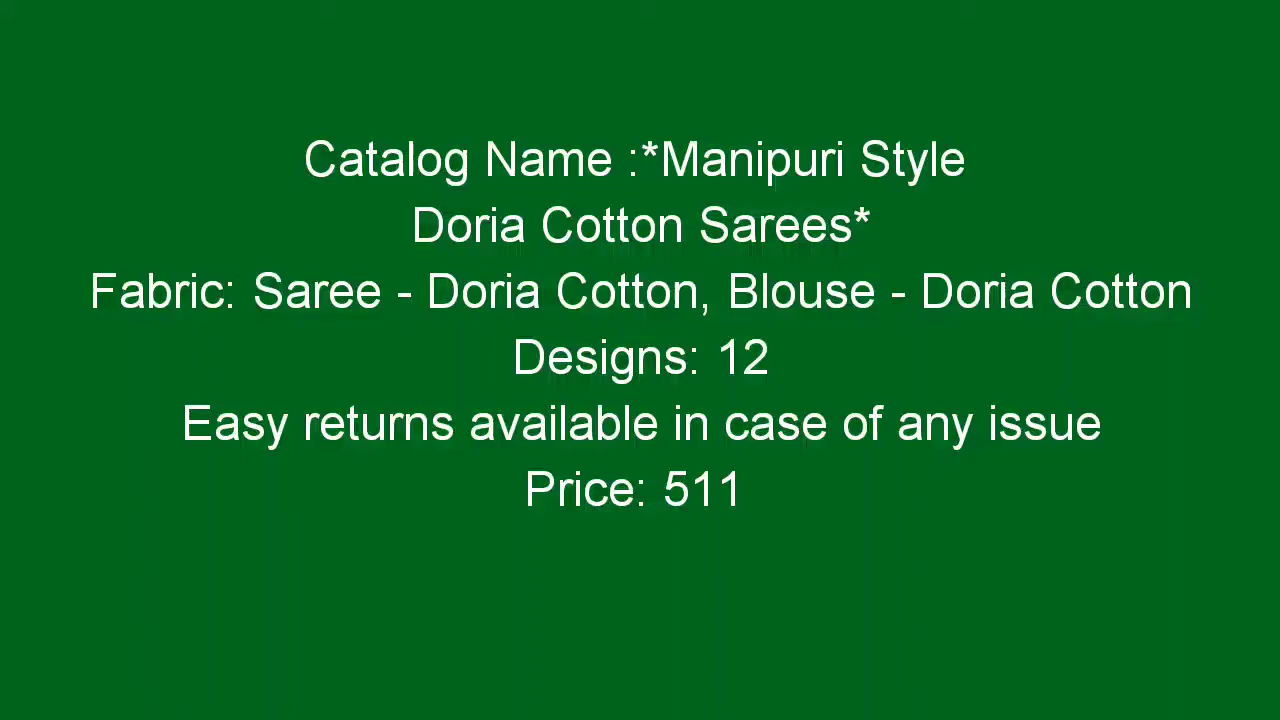 Catalog Name :*Manipuri Style
Doria Cotton Sarees*
Fabric: Saree - Doria Cotton, Blouse - Doria Cotton
Designs: 12
Easy returns available in case of any issue
Price: 511